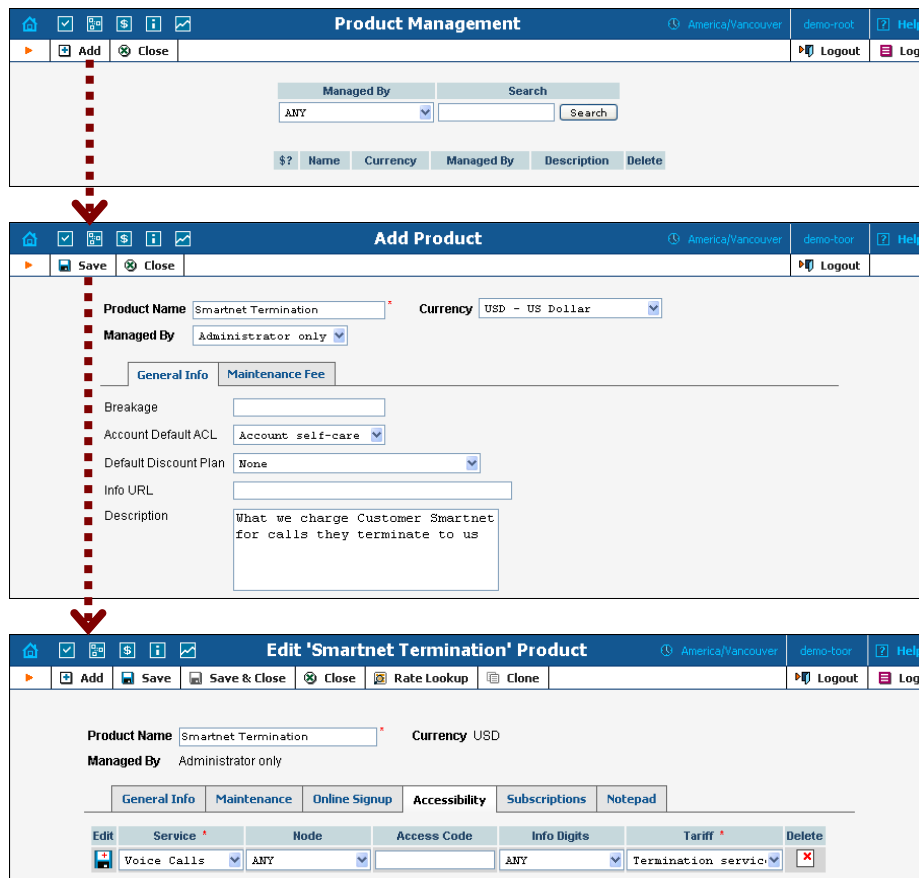 Product Management
America/Vancouver
demo-root
? Help
Add
Close
Logout
Log
Managed By
Search
ANY
Search
$?
Name
Currency
Managed By
Description
Delete
Add Product
America/Vancouver
demo-toor
? Help
Save
Close
Logout
Product Name
Smartnet Termination
*
Currency
USD - US Dollar
Managed By
Administrator only
General Info
Maintenance Fee
Breakage
Account Default ACL
Account self-care
Default Discount Plan
None
Info URL
Description
What we charge Customer Smartnet
for calls they terminate to us
Edit 'Smartnet Termination' Product
America/Vancouver
demo-toor
? Help
Add
Save
Save & Close
Close
Rate Lookup
Clone
Logout
Log
Product Name
Smartnet Termination
*
Currency
USD
Managed By
Administrator only
General Info
Maintenance
Online Signup
Accessibility
Subscriptions
Notepad
Edit
Service *
Node
Access Code
Info Digits
Tariff *
Delete
Voice Calls
ANY
ANY
Termination servic